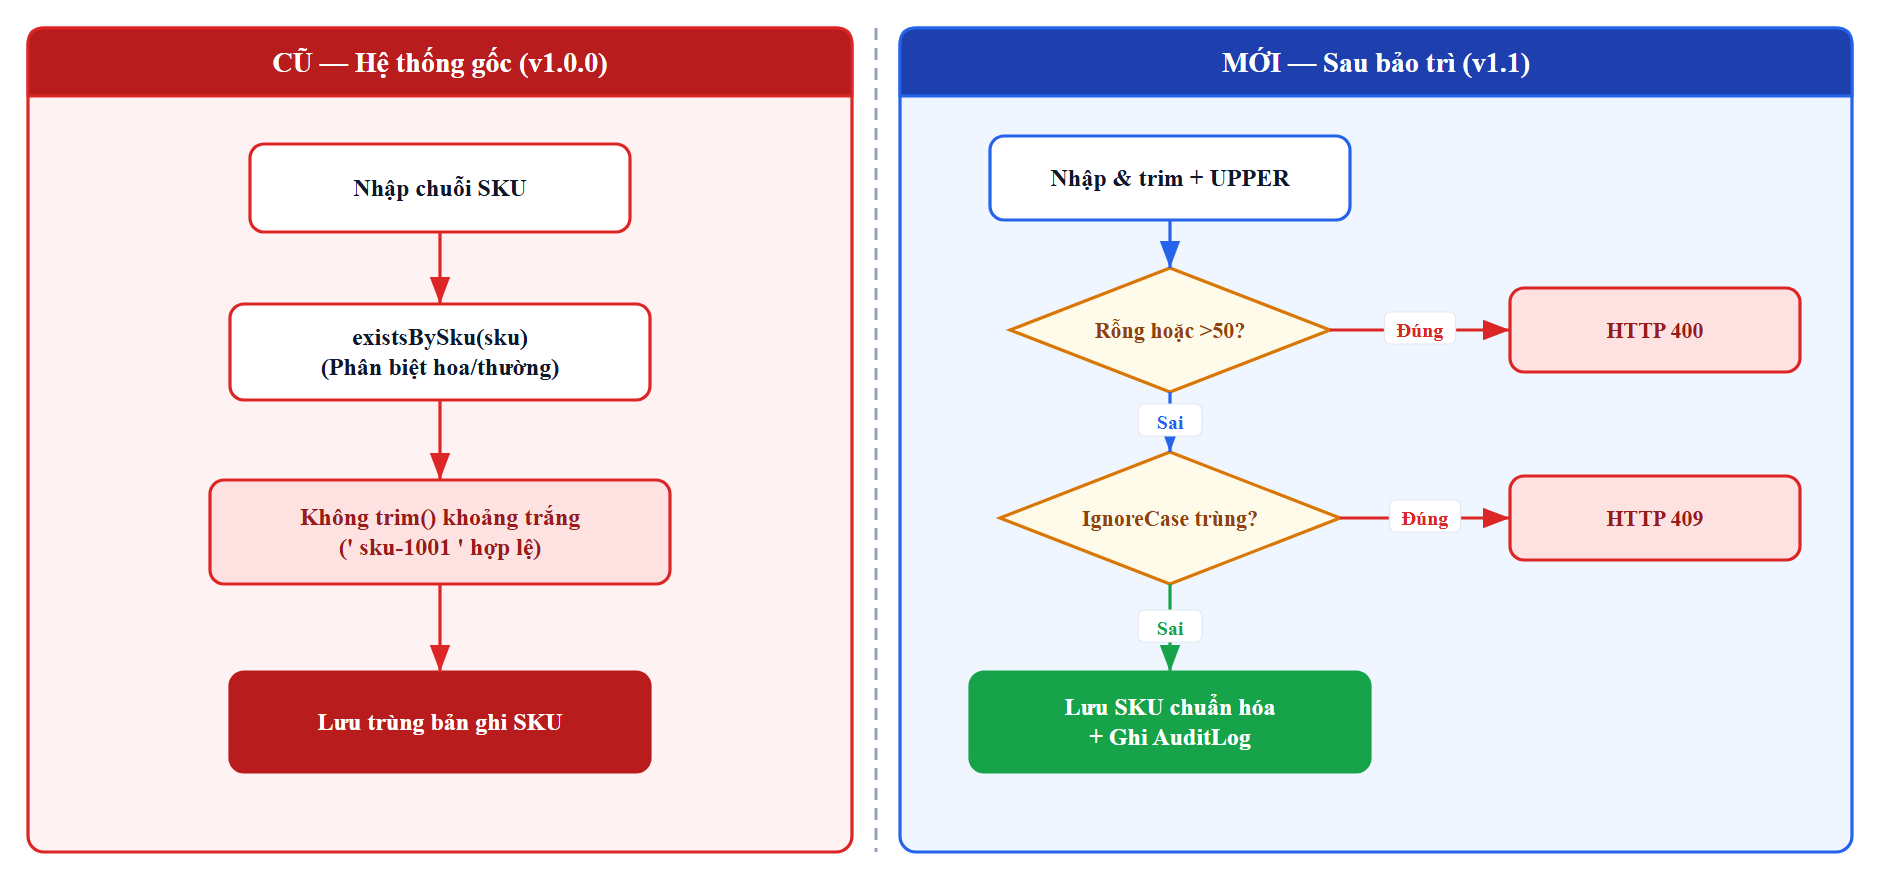 CŨ — Hệ thống gốc (v1.0.0)
Nhập chuỗi SKU
existsBySku(sku)
(Phân biệt hoa/thường)
Không trim() khoảng trắng
(' sku-1001 ' hợp lệ)
Lưu trùng bản ghi SKU
MỚI — Sau bảo trì (v1.1)
Nhập & trim + UPPER
Rỗng hoặc >50?
Đúng
HTTP 400
Sai
IgnoreCase trùng?
Đúng
HTTP 409
Sai
Lưu SKU chuẩn hóa
+ Ghi AuditLog